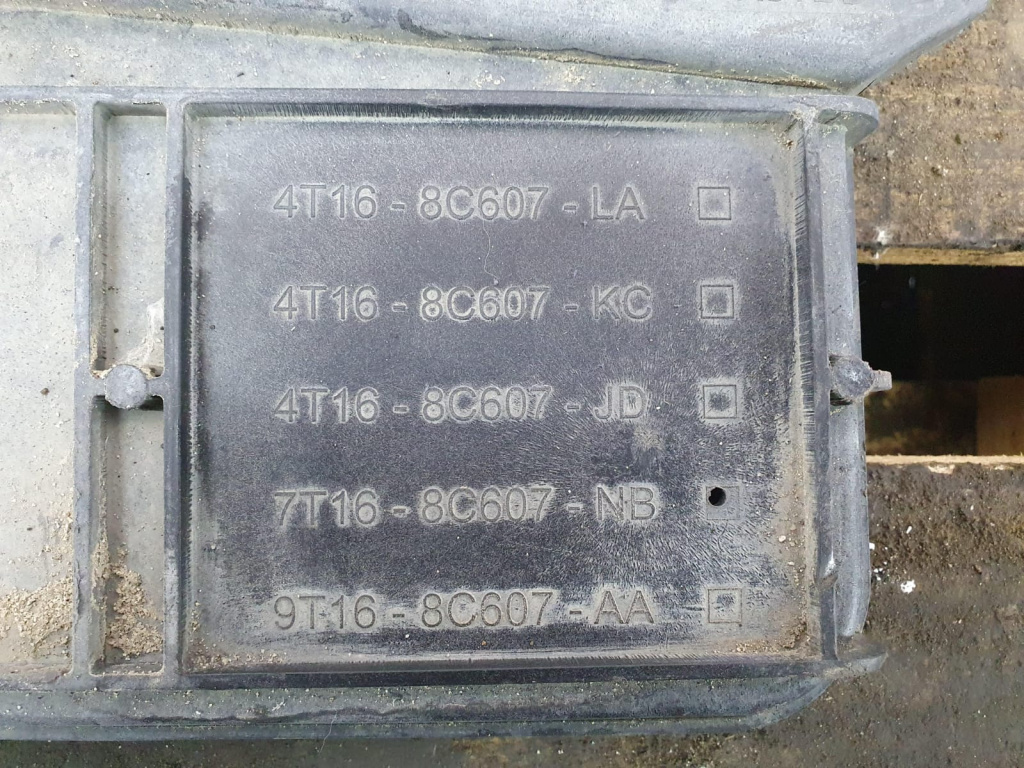 4T16 - 8C607 - LA
4T16 - 8C607 - KC
4T16 - 8C607 - JD
7T16 - 8C607 - NB
9T16 - 8C607 - AA